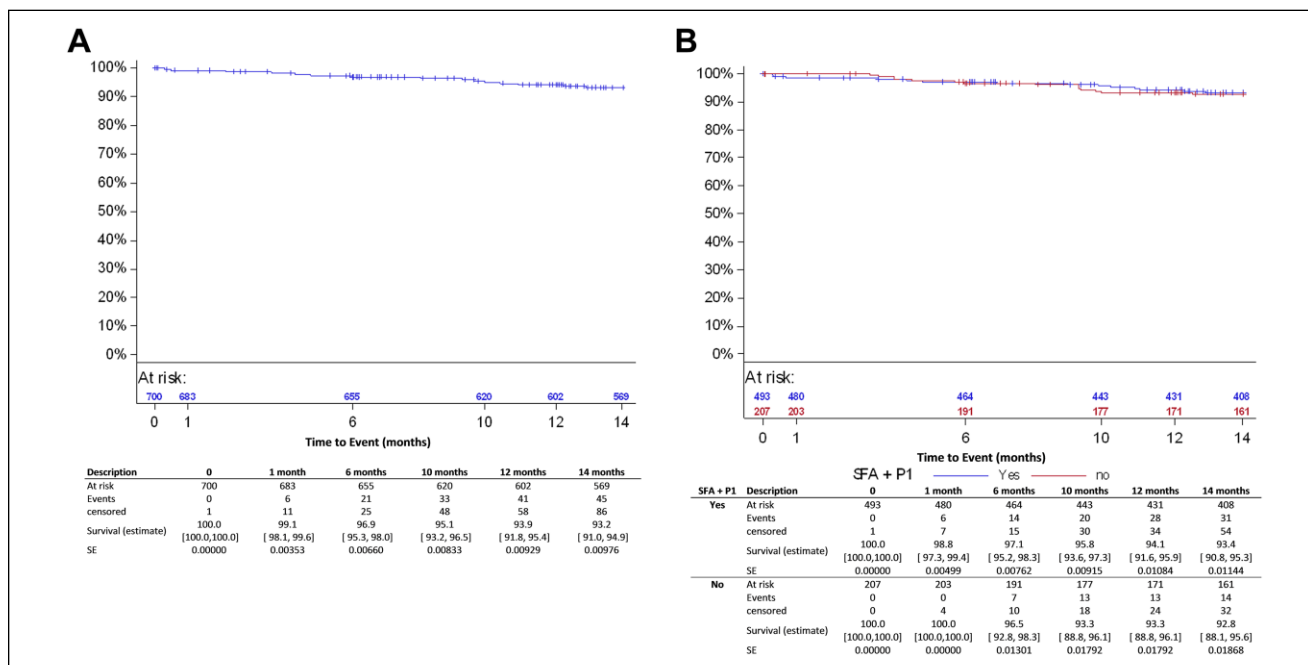 A
100%
90%
80%
70%
60%
50%
40%
30%
20%
10%
0%
At risk:
700 683 655 620 602 569
0 1 6 10 12 14
Time to Event (months)
Description 0 1 month 6 months 10 months 12 months 14 months
At risk 700 683 655 620 602 569
Events 0 6 21 33 41 45
censored 1 11 25 48 58 86
Survival (estimate) 100.0 99.1 96.9 95.1 93.9 93.2
[100.0,100.0] [ 98.1, 99.6] [ 95.3, 98.0] [ 93.2, 96.5] [ 91.8, 95.4] [ 91.0, 94.9]
SE 0.00000 0.00353 0.00660 0.00833 0.00929 0.00976
B
100%
90%
80%
70%
60%
50%
40%
30%
20%
10%
0%
At risk:
493 480 464 443 431 408
207 203 191 177 171 161
0 1 6 10 12 14
Time to Event (months)
SFA + P1 Yes no
SFA + P1 Description 0 1 month 6 months 10 months 12 months 14 months
Yes At risk 493 480 464 443 431 408
Events 0 6 14 20 28 31
censored 1 7 15 30 34 54
Survival (estimate) 100.0 98.8 97.1 95.8 94.1 93.4
[100.0,100.0] [ 97.3, 99.4] [ 95.2, 98.3] [ 93.6, 97.3] [ 91.6, 95.9] [ 90.8, 95.3]
SE 0.00000 0.00499 0.00762 0.00915 0.01084 0.01144
No At risk 207 203 191 177 171 161
Events 0 0 7 13 13 14
censored 0 4 10 18 24 32
Survival (estimate) 100.0 100.0 96.5 93.3 93.3 92.8
[100.0,100.0] [100.0,100.0] [ 92.8, 98.3] [ 88.8, 96.1] [ 88.8, 96.1] [ 88.1, 95.6]
SE 0.00000 0.00000 0.01301 0.01792 0.01792 0.01868